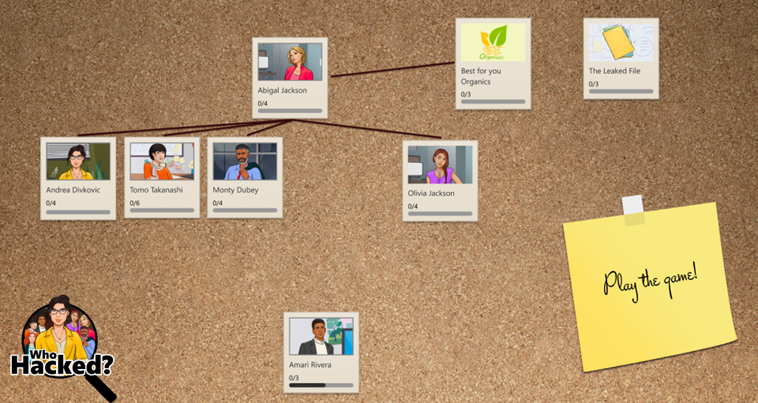 Abigal Jackson
0/4
Organics
Best for you
Organics
0/3
The Leaked File
0/3
Andrea Divkovic
0/4
Tomo Takanashi
0/6
Monty Dubey
0/4
Olivia Jackson
0/4
Play the game!
Amari Rivera
0/3
Who
Hacked?